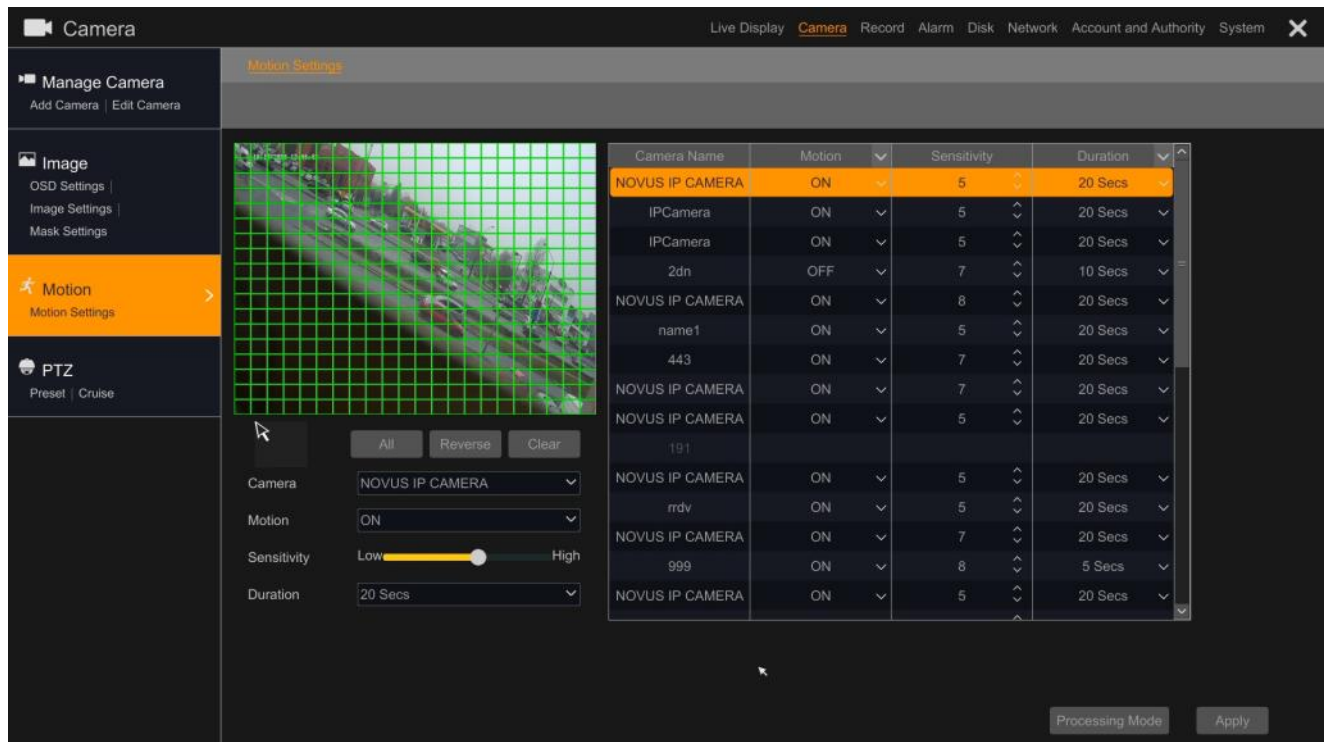 Camera
Live Display Camera Record Alarm Disk Network Account and Authority System
Manage Camera
Add Camera | Edit Camera
Image
OSD Settings |
Image Settings |
Mask Settings
Motion
Motion Settings
PTZ
Preset | Cruise
Motion Settings
All Reverse Clear
Camera NOVUS IP CAMERA
Motion ON
Sensitivity Low High
Duration 20 Secs
Camera Name Motion Sensitivity Duration
NOVUS IP CAMERA ON 5 20 Secs
IPCamera ON 5 20 Secs
IPCamera ON 5 20 Secs
2dn OFF 7 10 Secs
NOVUS IP CAMERA ON 8 20 Secs
name1 ON 5 20 Secs
443 ON 7 20 Secs
NOVUS IP CAMERA ON 7 20 Secs
NOVUS IP CAMERA ON 5 20 Secs
191
NOVUS IP CAMERA ON 5 20 Secs
rrdv ON 5 20 Secs
NOVUS IP CAMERA ON 7 20 Secs
999 ON 8 5 Secs
NOVUS IP CAMERA ON 5 20 Secs
Processing Mode Apply